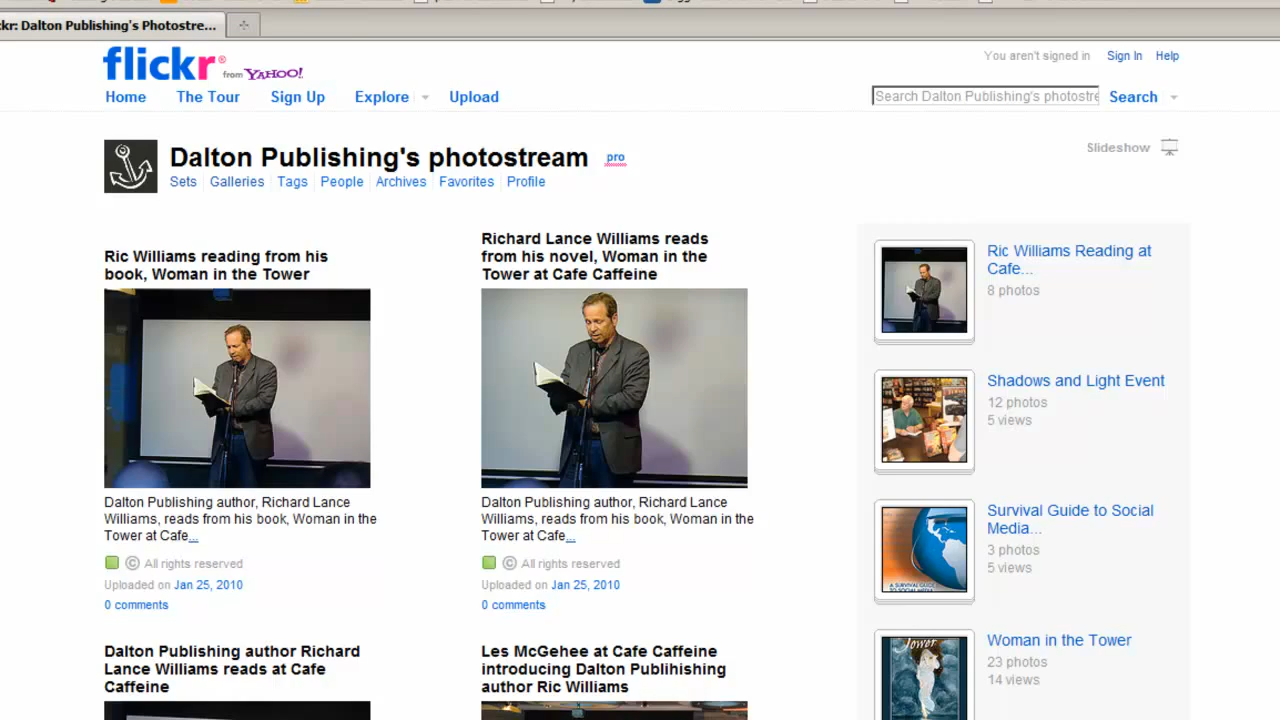 kr: Dalton Publishing's Photostre...
flickr® from YAHOO!
You aren't signed in Sign In Help
Home The Tour Sign Up Explore Upload
Search Dalton Publishing's photostre Search
Dalton Publishing's photostream pro
Slideshow
Sets Galleries Tags People Archives Favorites Profile
Ric Williams reading from his
book, Woman in the Tower
Dalton Publishing author, Richard Lance
Williams, reads from his book, Woman in the
Tower at Cafe...
© All rights reserved
Uploaded on Jan 25, 2010
0 comments
Richard Lance Williams reads
from his novel, Woman in the
Tower at Cafe Caffeine
Dalton Publishing author, Richard Lance
Williams, reads from his book, Woman in the
Tower at Cafe...
© All rights reserved
Uploaded on Jan 25, 2010
0 comments
Dalton Publishing author Richard
Lance Williams reads at Cafe
Caffeine
Les McGehee at Cafe Caffeine
introducing Dalton Publihishing
author Ric Williams
Ric Williams Reading at
Cafe...
8 photos
Shadows and Light Event
12 photos
5 views
Survival Guide to Social
Media...
3 photos
5 views
A SURVIVAL GUIDE
TO SOCIAL MEDIA
Woman in the Tower
23 photos
14 views
Tower